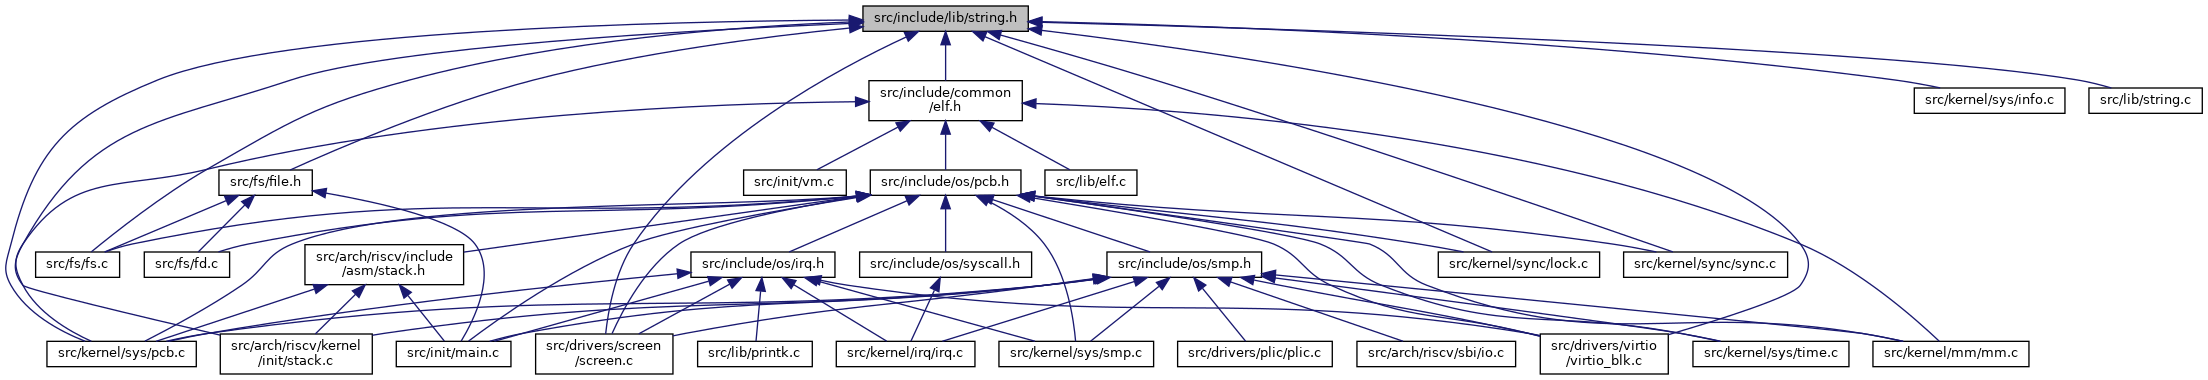 src/include/lib/string.h
src/include/common
/elf.h
src/kernel/sys/info.c
src/lib/string.c
src/fs/file.h
src/init/vm.c
src/include/os/pcb.h
src/lib/elf.c
src/fs/fs.c
src/fs/fd.c
src/arch/riscv/include
/asm/stack.h
src/include/os/irq.h
src/include/os/syscall.h
src/include/os/smp.h
src/kernel/sync/lock.c
src/kernel/sync/sync.c
src/kernel/sys/pcb.c
src/arch/riscv/kernel
/init/stack.c
src/init/main.c
src/drivers/screen
/screen.c
src/lib/printk.c
src/kernel/irq/irq.c
src/kernel/sys/smp.c
src/drivers/plic/plic.c
src/arch/riscv/sbi/io.c
src/drivers/virtio
/virtio_blk.c
src/kernel/sys/time.c
src/kernel/mm/mm.c